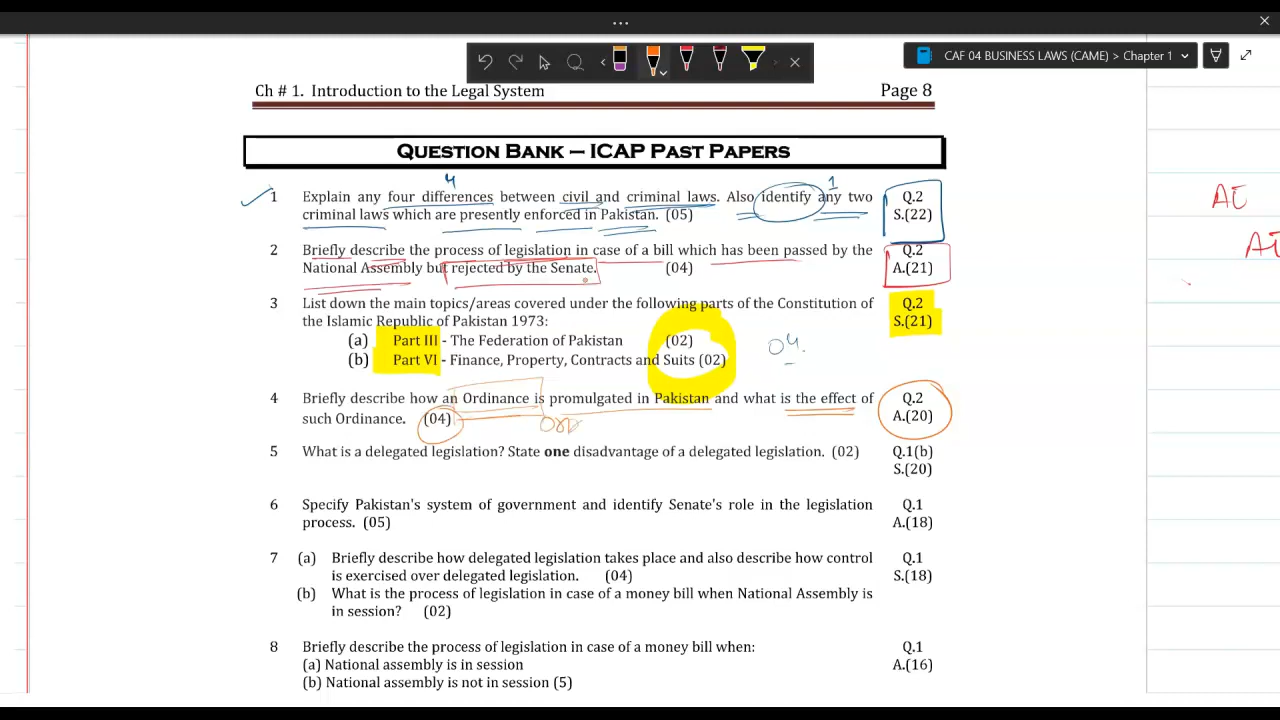 CAF 04 BUSINESS LAWS (CAME) > Chapter 1
Ch # 1. Introduction to the Legal System Page 8
QUESTION BANK – ICAP PAST PAPERS
4 1
1 Explain any four differences between civil and criminal laws. Also identify any two Q.2
criminal laws which are presently enforced in Pakistan. (05) S.(22)
2 Briefly describe the process of legislation in case of a bill which has been passed by the Q.2
National Assembly but rejected by the Senate. (04) A.(21)
3 List down the main topics/areas covered under the following parts of the Constitution of Q.2
the Islamic Republic of Pakistan 1973: S.(21)
(a) Part III - The Federation of Pakistan (02)
(b) Part VI - Finance, Property, Contracts and Suits (02) 04.
4 Briefly describe how an Ordinance is promulgated in Pakistan and what is the effect of Q.2
such Ordinance. (04) A.(20)
5 What is a delegated legislation? State one disadvantage of a delegated legislation. (02) Q.1(b)
S.(20)
6 Specify Pakistan's system of government and identify Senate's role in the legislation Q.1
process. (05) A.(18)
7 (a) Briefly describe how delegated legislation takes place and also describe how control Q.1
is exercised over delegated legislation. (04) S.(18)
(b) What is the process of legislation in case of a money bill when National Assembly is
in session? (02)
8 Briefly describe the process of legislation in case of a money bill when: Q.1
(a) National assembly is in session A.(16)
(b) National assembly is not in session (5)